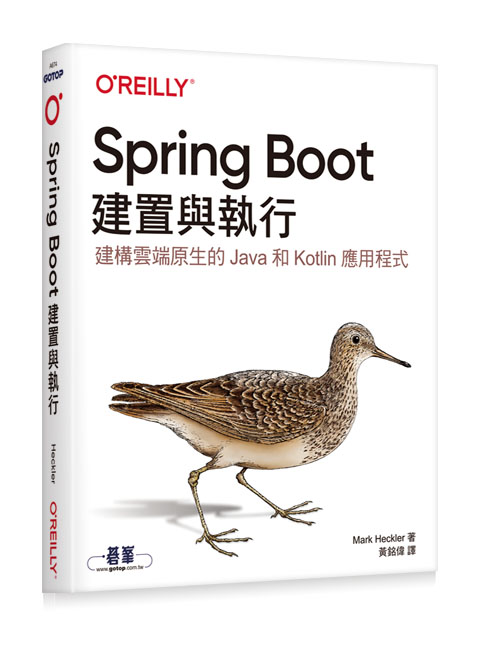 A674
GOTOP
Spring Boot 建置與執行
Heckler
O'REILLY®
O'REILLY®
Spring Boot
建置與執行
建構雲端原生的 Java 和 Kotlin 應用程式
Mark Heckler 著
黃銘偉 譯
碁峯
www.gotop.com.tw